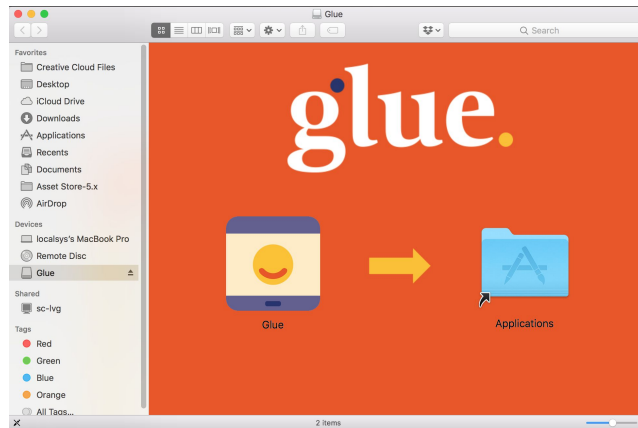 Glue
Search
Favorites
Creative Cloud Files
Desktop
iCloud Drive
Downloads
Applications
Recents
Documents
Asset Store-5.x
AirDrop
Devices
localsys's MacBook Pro
Remote Disc
Glue
Shared
sc-lvg
Tags
Red
Green
Blue
Orange
All Tags...
glue.
Glue
Applications
2 items